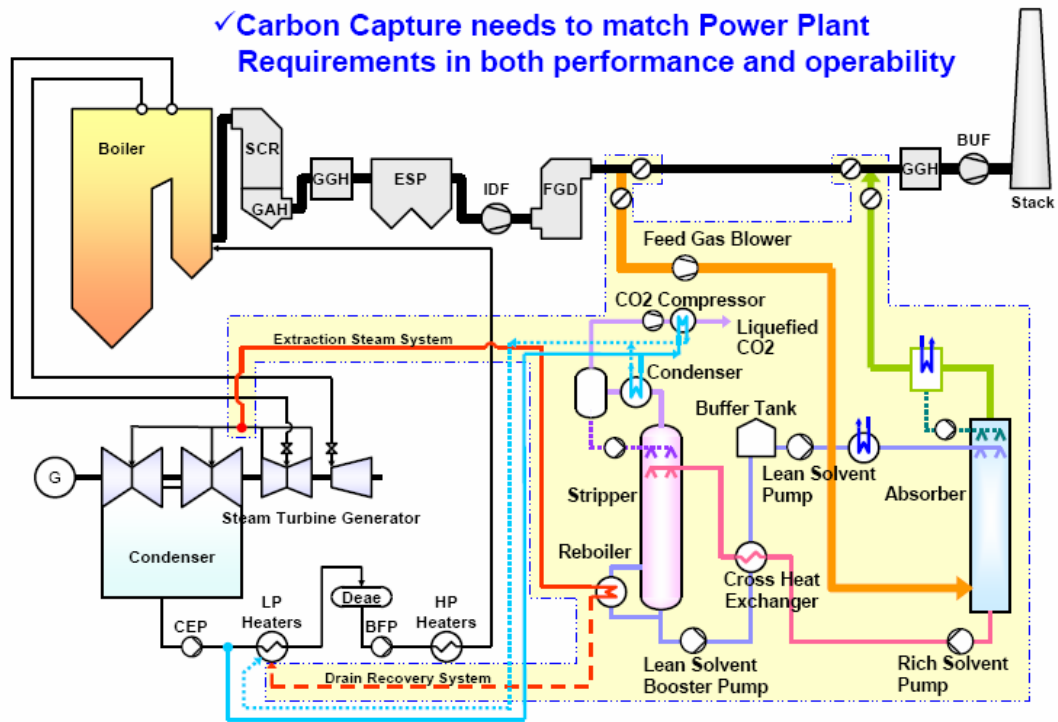 ✓Carbon Capture needs to match Power Plant
Requirements in both performance and operability
Boiler
SCR
GAH
GGH
ESP
IDF
FGD
GGH
BUF
Stack
Feed Gas Blower
CO2 Compressor
Liquefied
CO2
Extraction Steam System
Condenser
Buffer Tank
Lean Solvent
Pump
Absorber
Stripper
G
Steam Turbine Generator
Condenser
Reboiler
Cross Heat
Exchanger
CEP
LP
Heaters
Deae
BFP
HP
Heaters
Lean Solvent
Booster Pump
Rich Solvent
Pump
Drain Recovery System